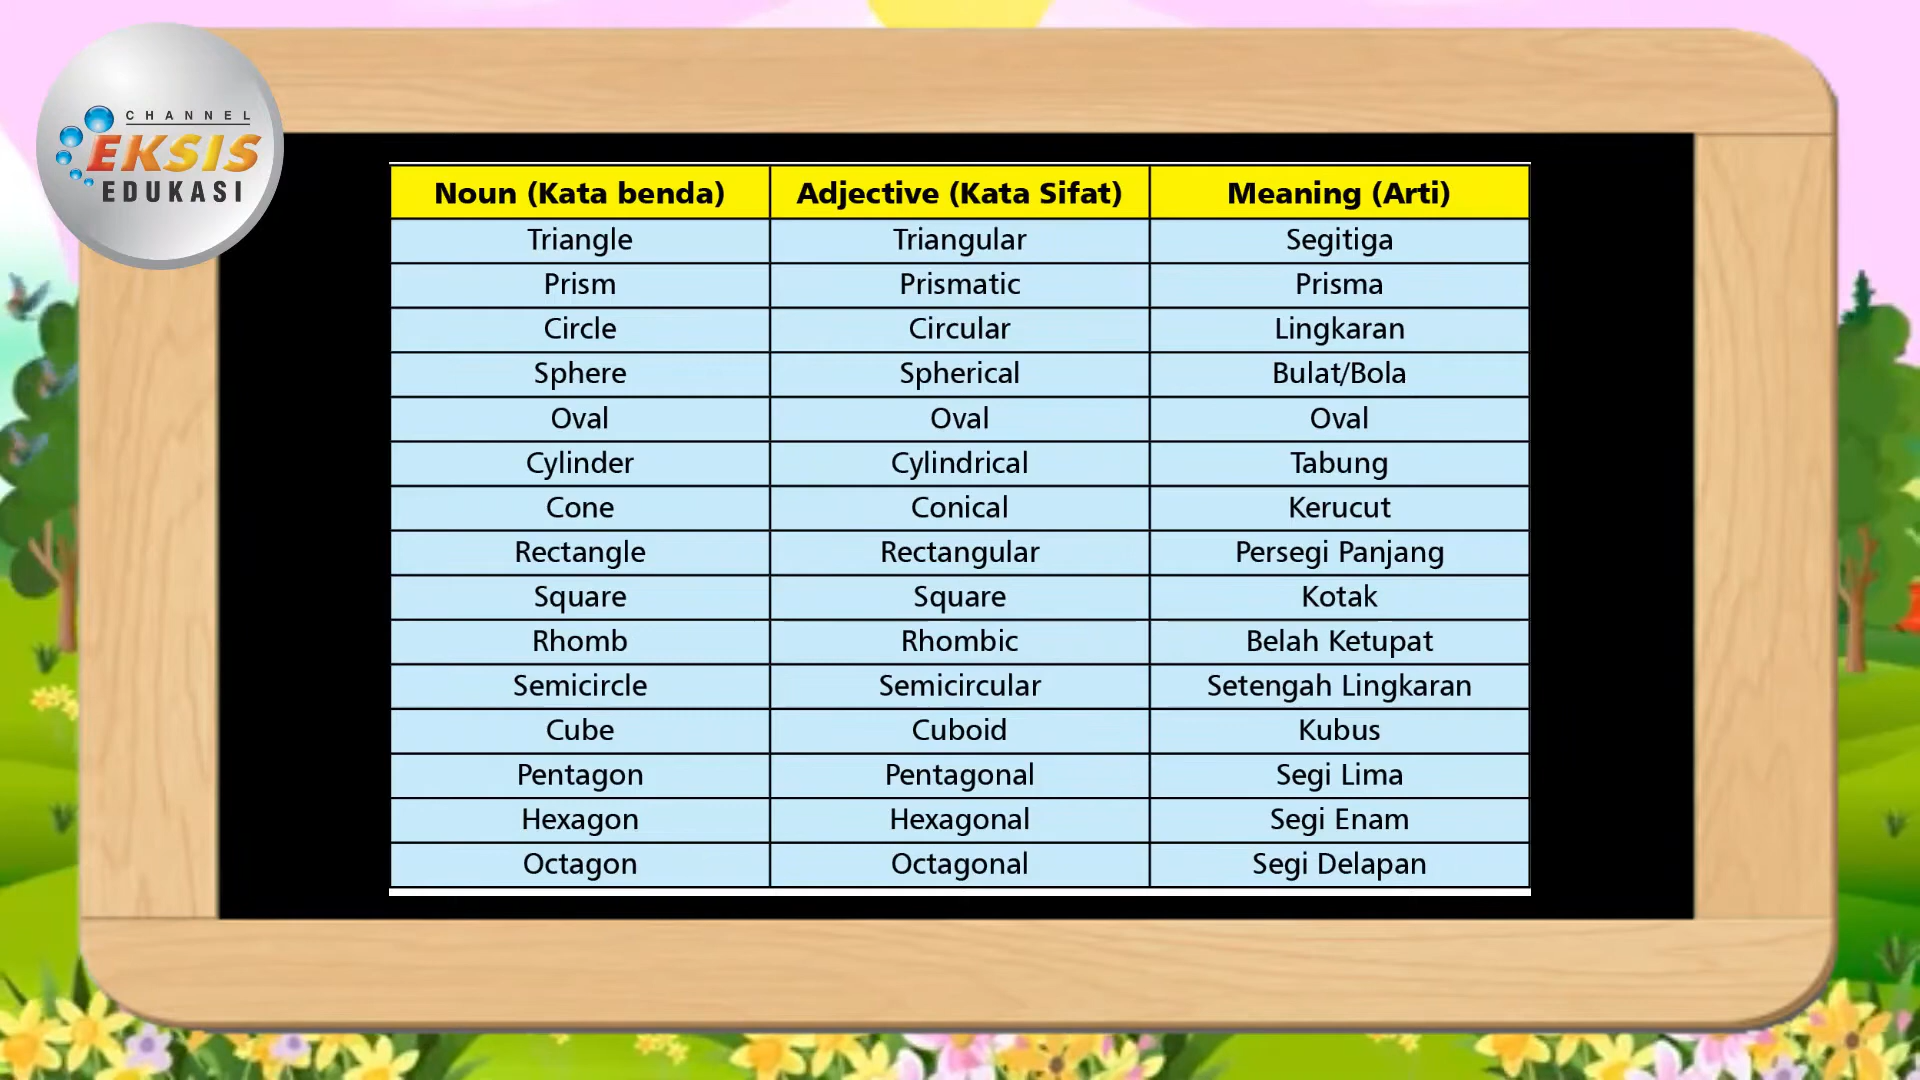 CHANNEL
EKSIS
EDUKASI
Noun (Kata benda) Adjective (Kata Sifat) Meaning (Arti)
Triangle Triangular Segitiga
Prism Prismatic Prisma
Circle Circular Lingkaran
Sphere Spherical Bulat/Bola
Oval Oval Oval
Cylinder Cylindrical Tabung
Cone Conical Kerucut
Rectangle Rectangular Persegi Panjang
Square Square Kotak
Rhomb Rhombic Belah Ketupat
Semicircle Semicircular Setengah Lingkaran
Cube Cuboid Kubus
Pentagon Pentagonal Segi Lima
Hexagon Hexagonal Segi Enam
Octagon Octagonal Segi Delapan